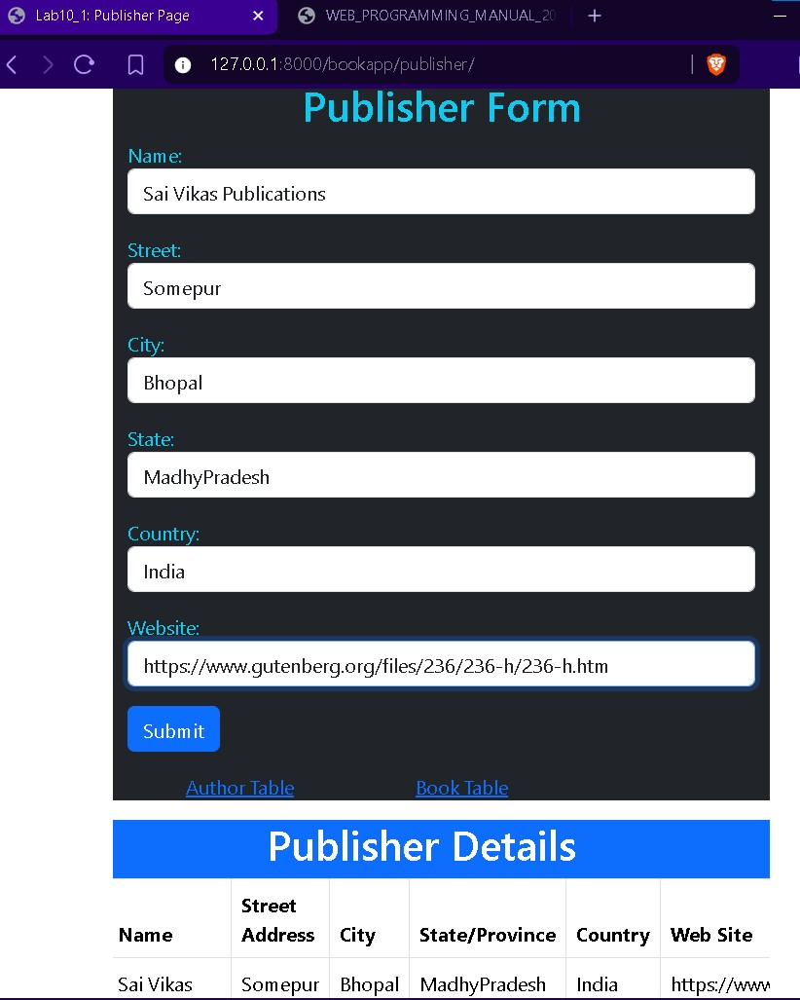 Lab10_1: Publisher Page
WEB_PROGRAMMING_MANUAL_20
127.0.0.1:8000/bookapp/publisher/
Publisher Form
Name:
Sai Vikas Publications
Street:
Somepur
City:
Bhopal
State:
MadhyPradesh
Country:
India
Website:
https://www.gutenberg.org/files/236/236-h/236-h.htm
Submit
Author Table Book Table
Publisher Details
Name Street Address City State/Province Country Web Site
Sai Vikas Somepur Bhopal MadhyPradesh India https://www